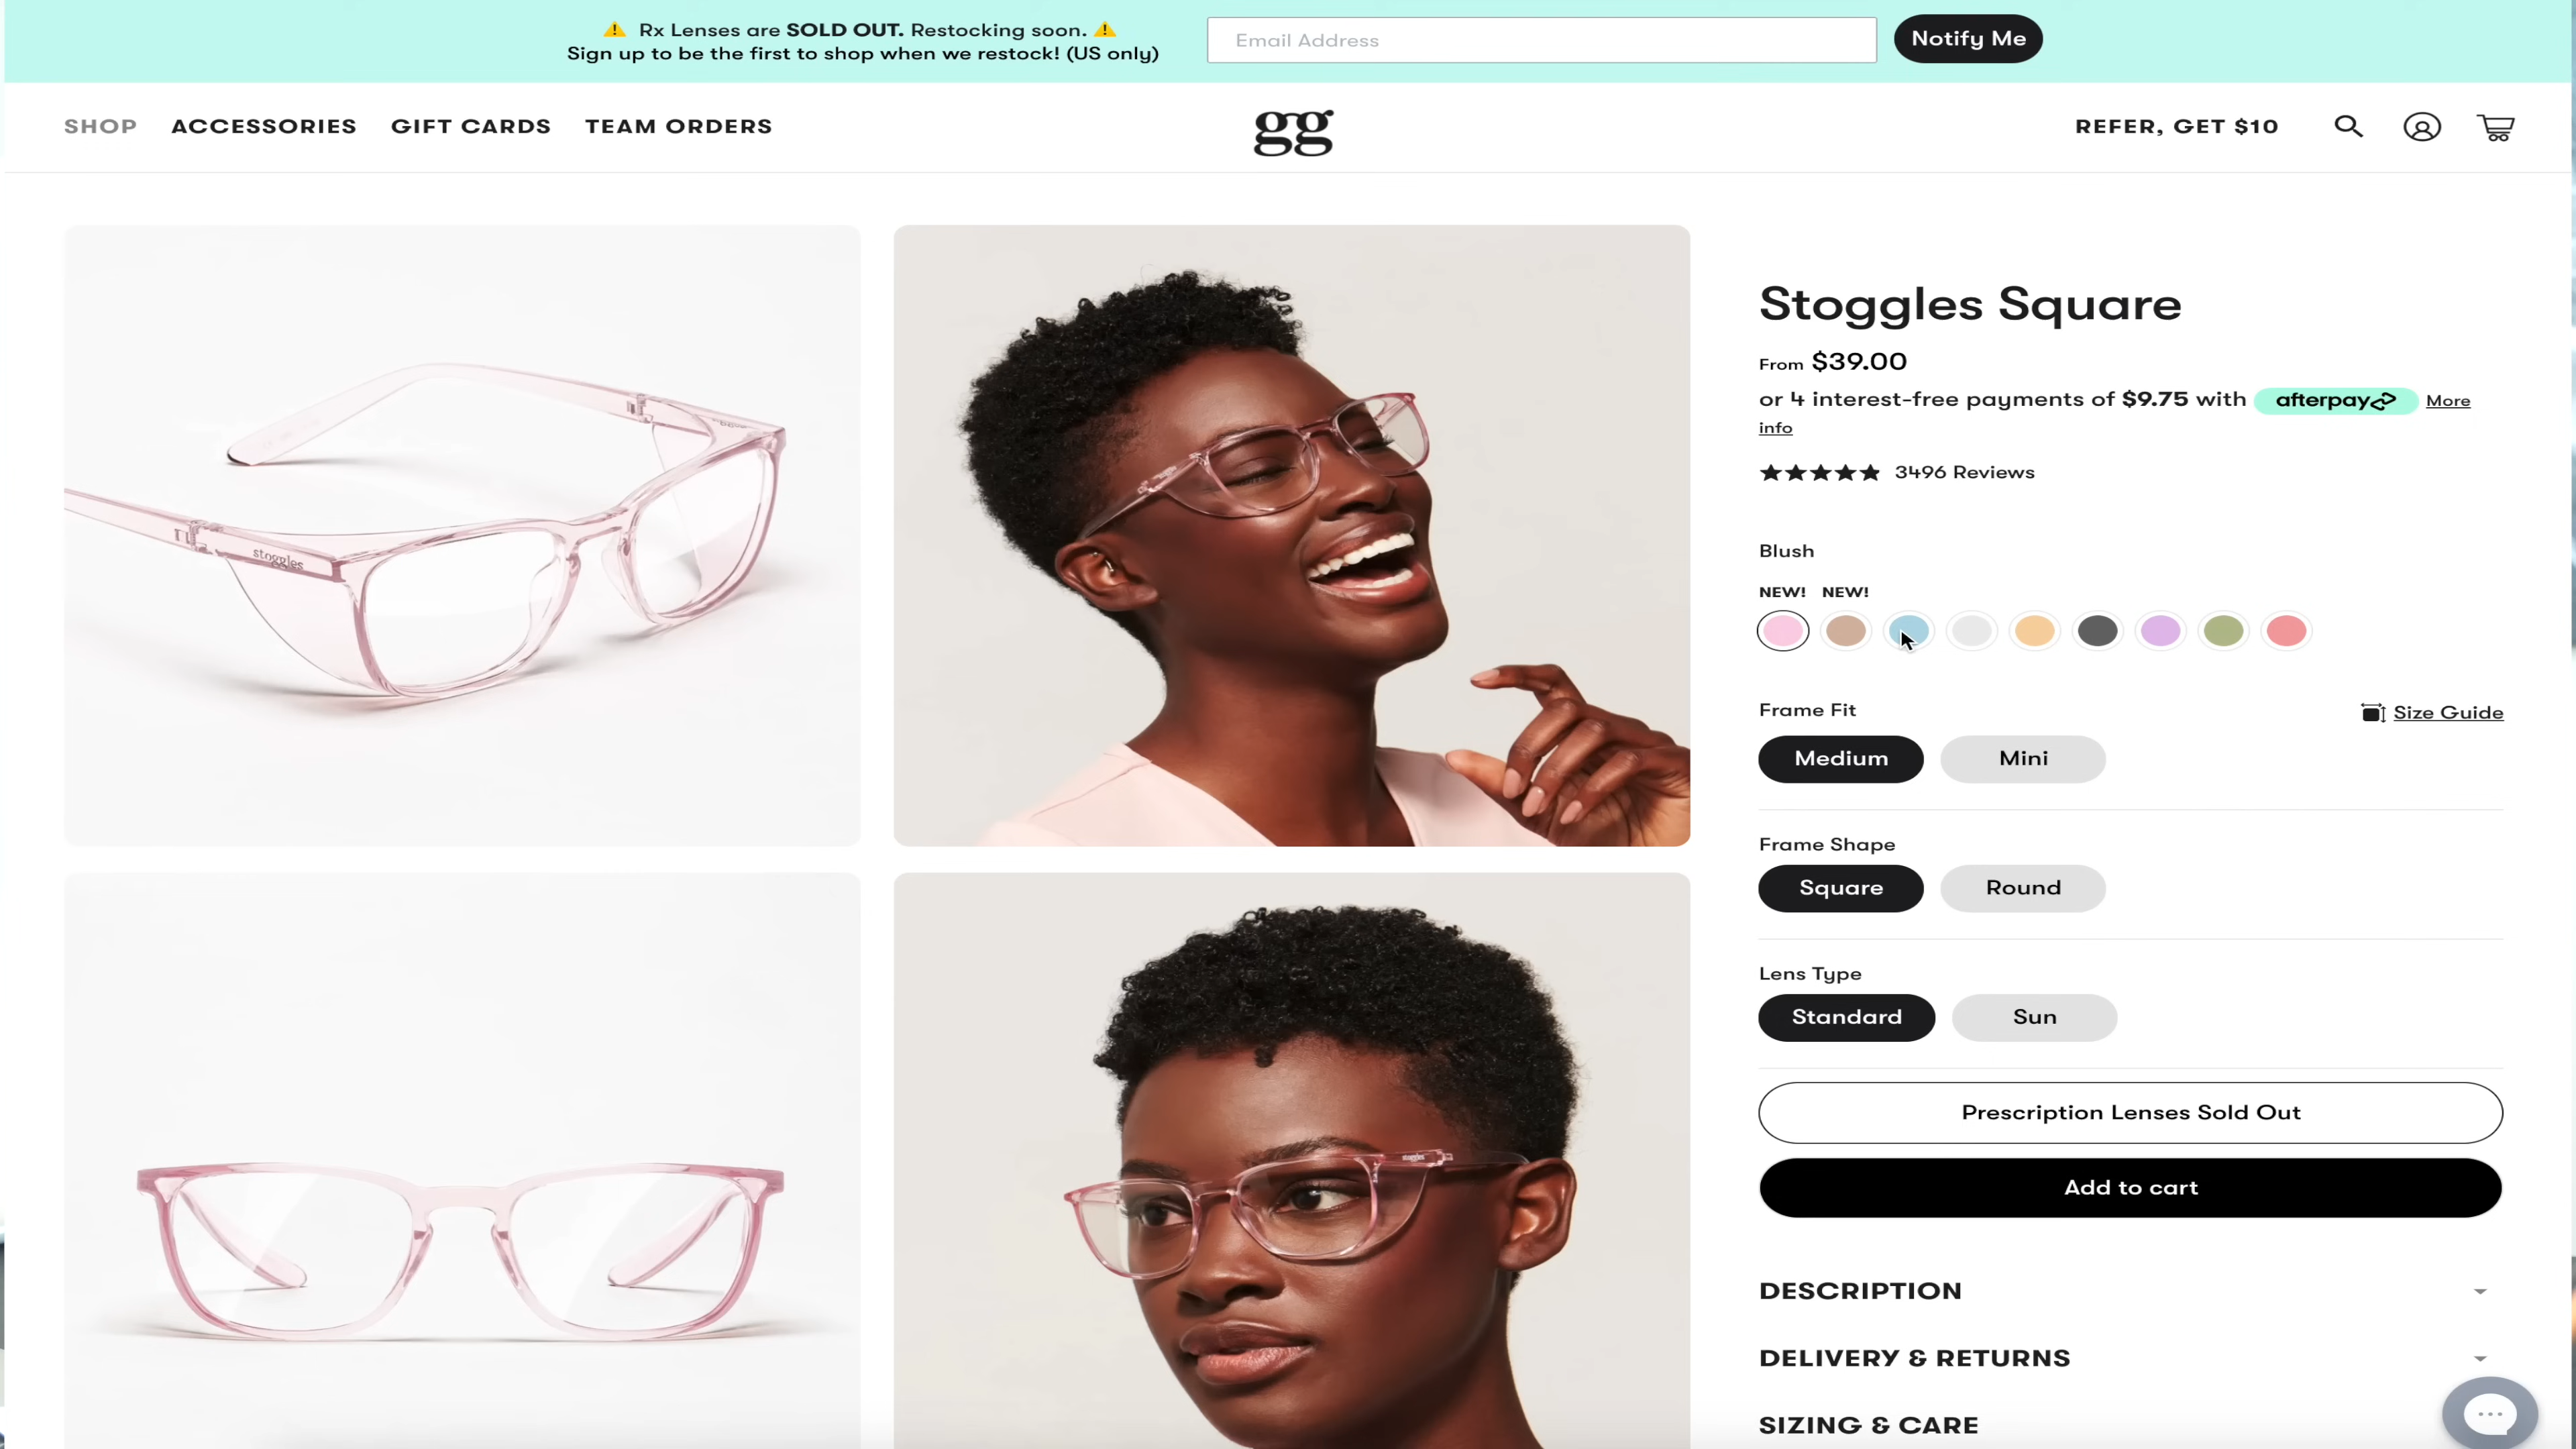 ⚠️ Rx Lenses are SOLD OUT. Restocking soon. ⚠️
Sign up to be the first to shop when we restock! (US only)
Email Address
Notify Me
SHOP
ACCESSORIES
GIFT CARDS
TEAM ORDERS
gg
REFER, GET $10
stoggles
Stoggles Square
From $39.00
or 4 interest-free payments of $9.75 with afterpay More
info
★★★★★ 3496 Reviews
Blush
NEW! NEW!
Frame Fit
Size Guide
Medium
Mini
Frame Shape
Square
Round
Lens Type
Standard
Sun
Prescription Lenses Sold Out
stoggles
Add to cart
DESCRIPTION
DELIVERY & RETURNS
SIZING & CARE